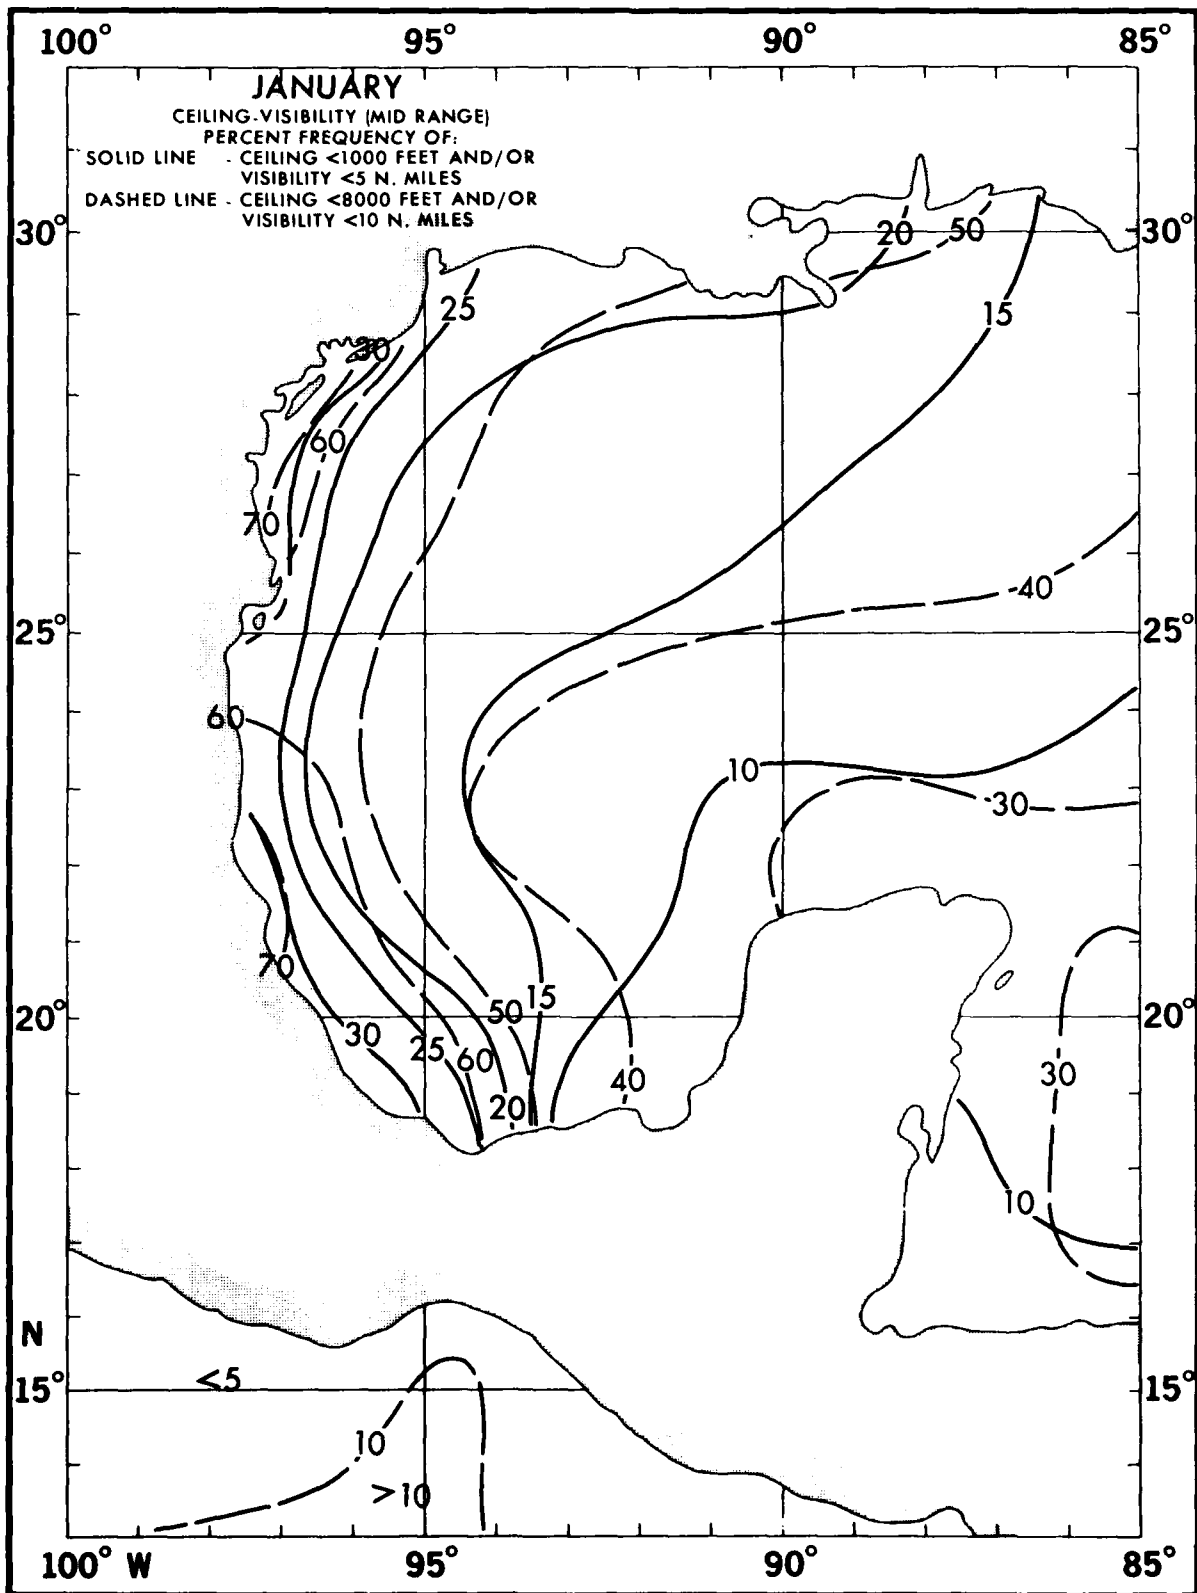 100° 95° 90° 85°
JANUARY
CEILING-VISIBILITY (MID RANGE)
PERCENT FREQUENCY OF:
SOLID LINE - CEILING <1000 FEET AND/OR
VISIBILITY <5 N. MILES
DASHED LINE - CEILING <8000 FEET AND/OR
VISIBILITY <10 N. MILES
30° 20 50 30°
25 15
30
60
70
40
25° 25°
60
10
30
70
15
50
20° 20°
30 25 60
40 30
20
10
N
<5
15° 15°
10
>10
100° W 95° 90° 85°